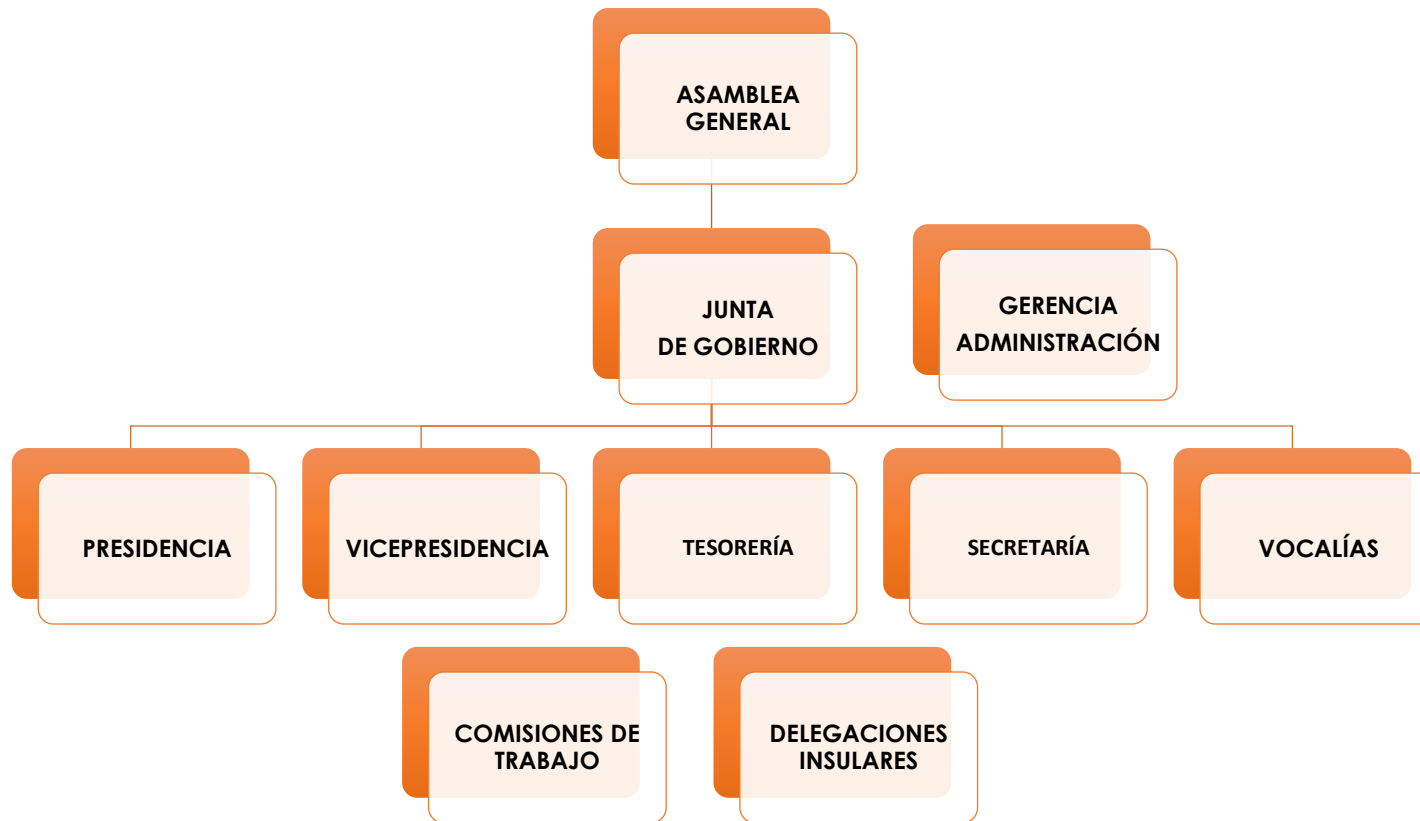 ASAMBLEA
GENERAL
JUNTA
DE GOBIERNO
GERENCIA
ADMINISTRACIÓN
PRESIDENCIA
VICEPRESIDENCIA
TESORERÍA
SECRETARÍA
VOCALÍAS
COMISIONES DE
TRABAJO
DELEGACIONES
INSULARES